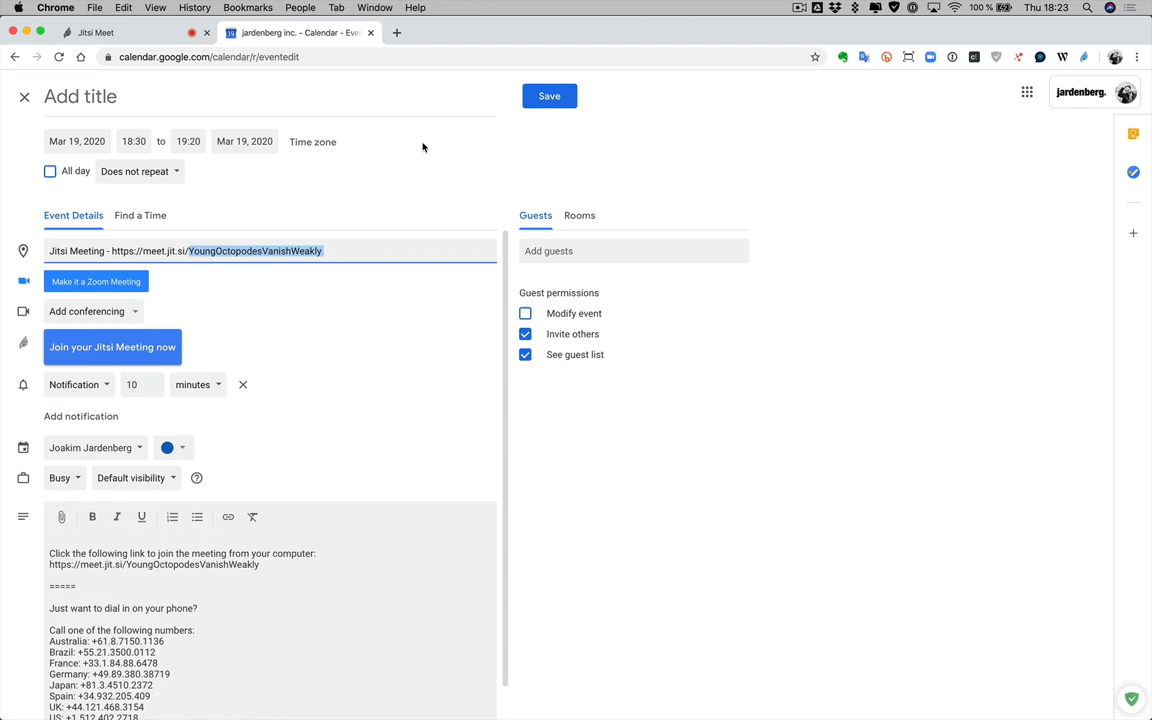 Chrome File Edit View History Bookmarks People Tab Window Help 100 % Thu 18:23
Jitsi Meet
jardenberg inc. - Calendar - Eve
calendar.google.com/calendar/r/eventedit
Add title
Save
jardenberg.
Mar 19, 2020 18:30 to 19:20 Mar 19, 2020 Time zone
All day Does not repeat
Event Details Find a Time
Guests Rooms
Jitsi Meeting - https://meet.jit.si/YoungOctopodesVanishWeakly
Add guests
Make it a Zoom Meeting
Guest permissions
Add conferencing
Modify event
Invite others
Join your Jitsi Meeting now
See guest list
Notification 10 minutes
Add notification
Joakim Jardenberg
Busy Default visibility
B I U
Click the following link to join the meeting from your computer:
https://meet.jit.si/YoungOctopodesVanishWeakly
=====
Just want to dial in on your phone?
Call one of the following numbers:
Australia: +61.8.7150.1136
Brazil: +55.21.3500.0112
France: +33.1.84.88.6478
Germany: +49.89.380.38719
Japan: +81.3.4510.2372
Spain: +34.932.205.409
UK: +44.121.468.3154
US: +1.512.402.2718